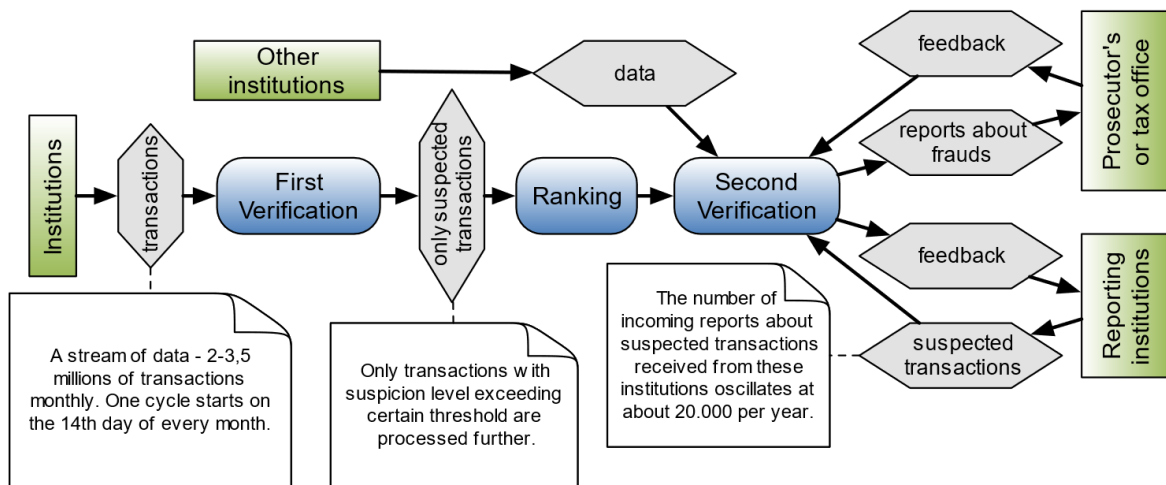 Other
institutions
data
feedback
reports about
frauds
Prosecutor's
or tax office
Institutions
transactions
First
Verification
only suspected
transactions
Ranking
Second
Verification
feedback
suspected
transactions
Reporting
institutions
A stream of data - 2-3,5
millions of transactions
monthly. One cycle starts on
the 14th day of every month.
Only transactions with
suspicion level exceeding
certain threshold are
processed further.
The number of
incoming reports about
suspected transactions
received from these
institutions oscillates at
about 20.000 per year.